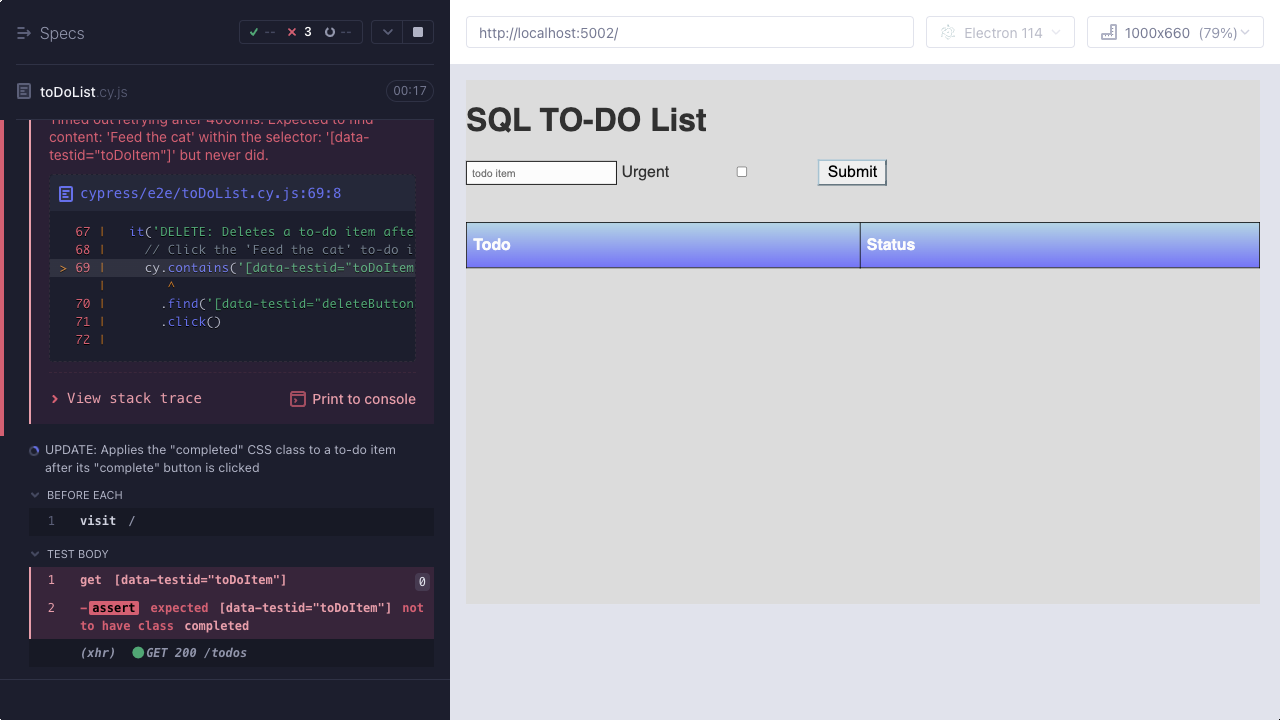 Specs
-- 3 --
toDoList.cy.js 00:17
Timed out retrying after 4000ms: Expected to find
content: 'Feed the cat' within the selector: '[data-
testid="toDoItem"]' but never did.
cypress/e2e/toDoList.cy.js:69:8
67 | it('DELETE: Deletes a to-do item afte
68 | // Click the 'Feed the cat' to-do i
> 69 | cy.contains('[data-testid="toDoItem
| ^
70 | .find('[data-testid="deleteButton
71 | .click()
72 |
View stack trace
Print to console
UPDATE: Applies the "completed" CSS class to a to-do item
after its "complete" button is clicked
BEFORE EACH
1 visit /
TEST BODY
1 get [data-testid="toDoItem"] 0
2 -assert expected [data-testid="toDoItem"] not
to have class completed
(xhr) GET 200 /todos
http://localhost:5002/
Electron 114
1000x660 (79%)
SQL TO-DO List
todo item Urgent Submit
Todo Status